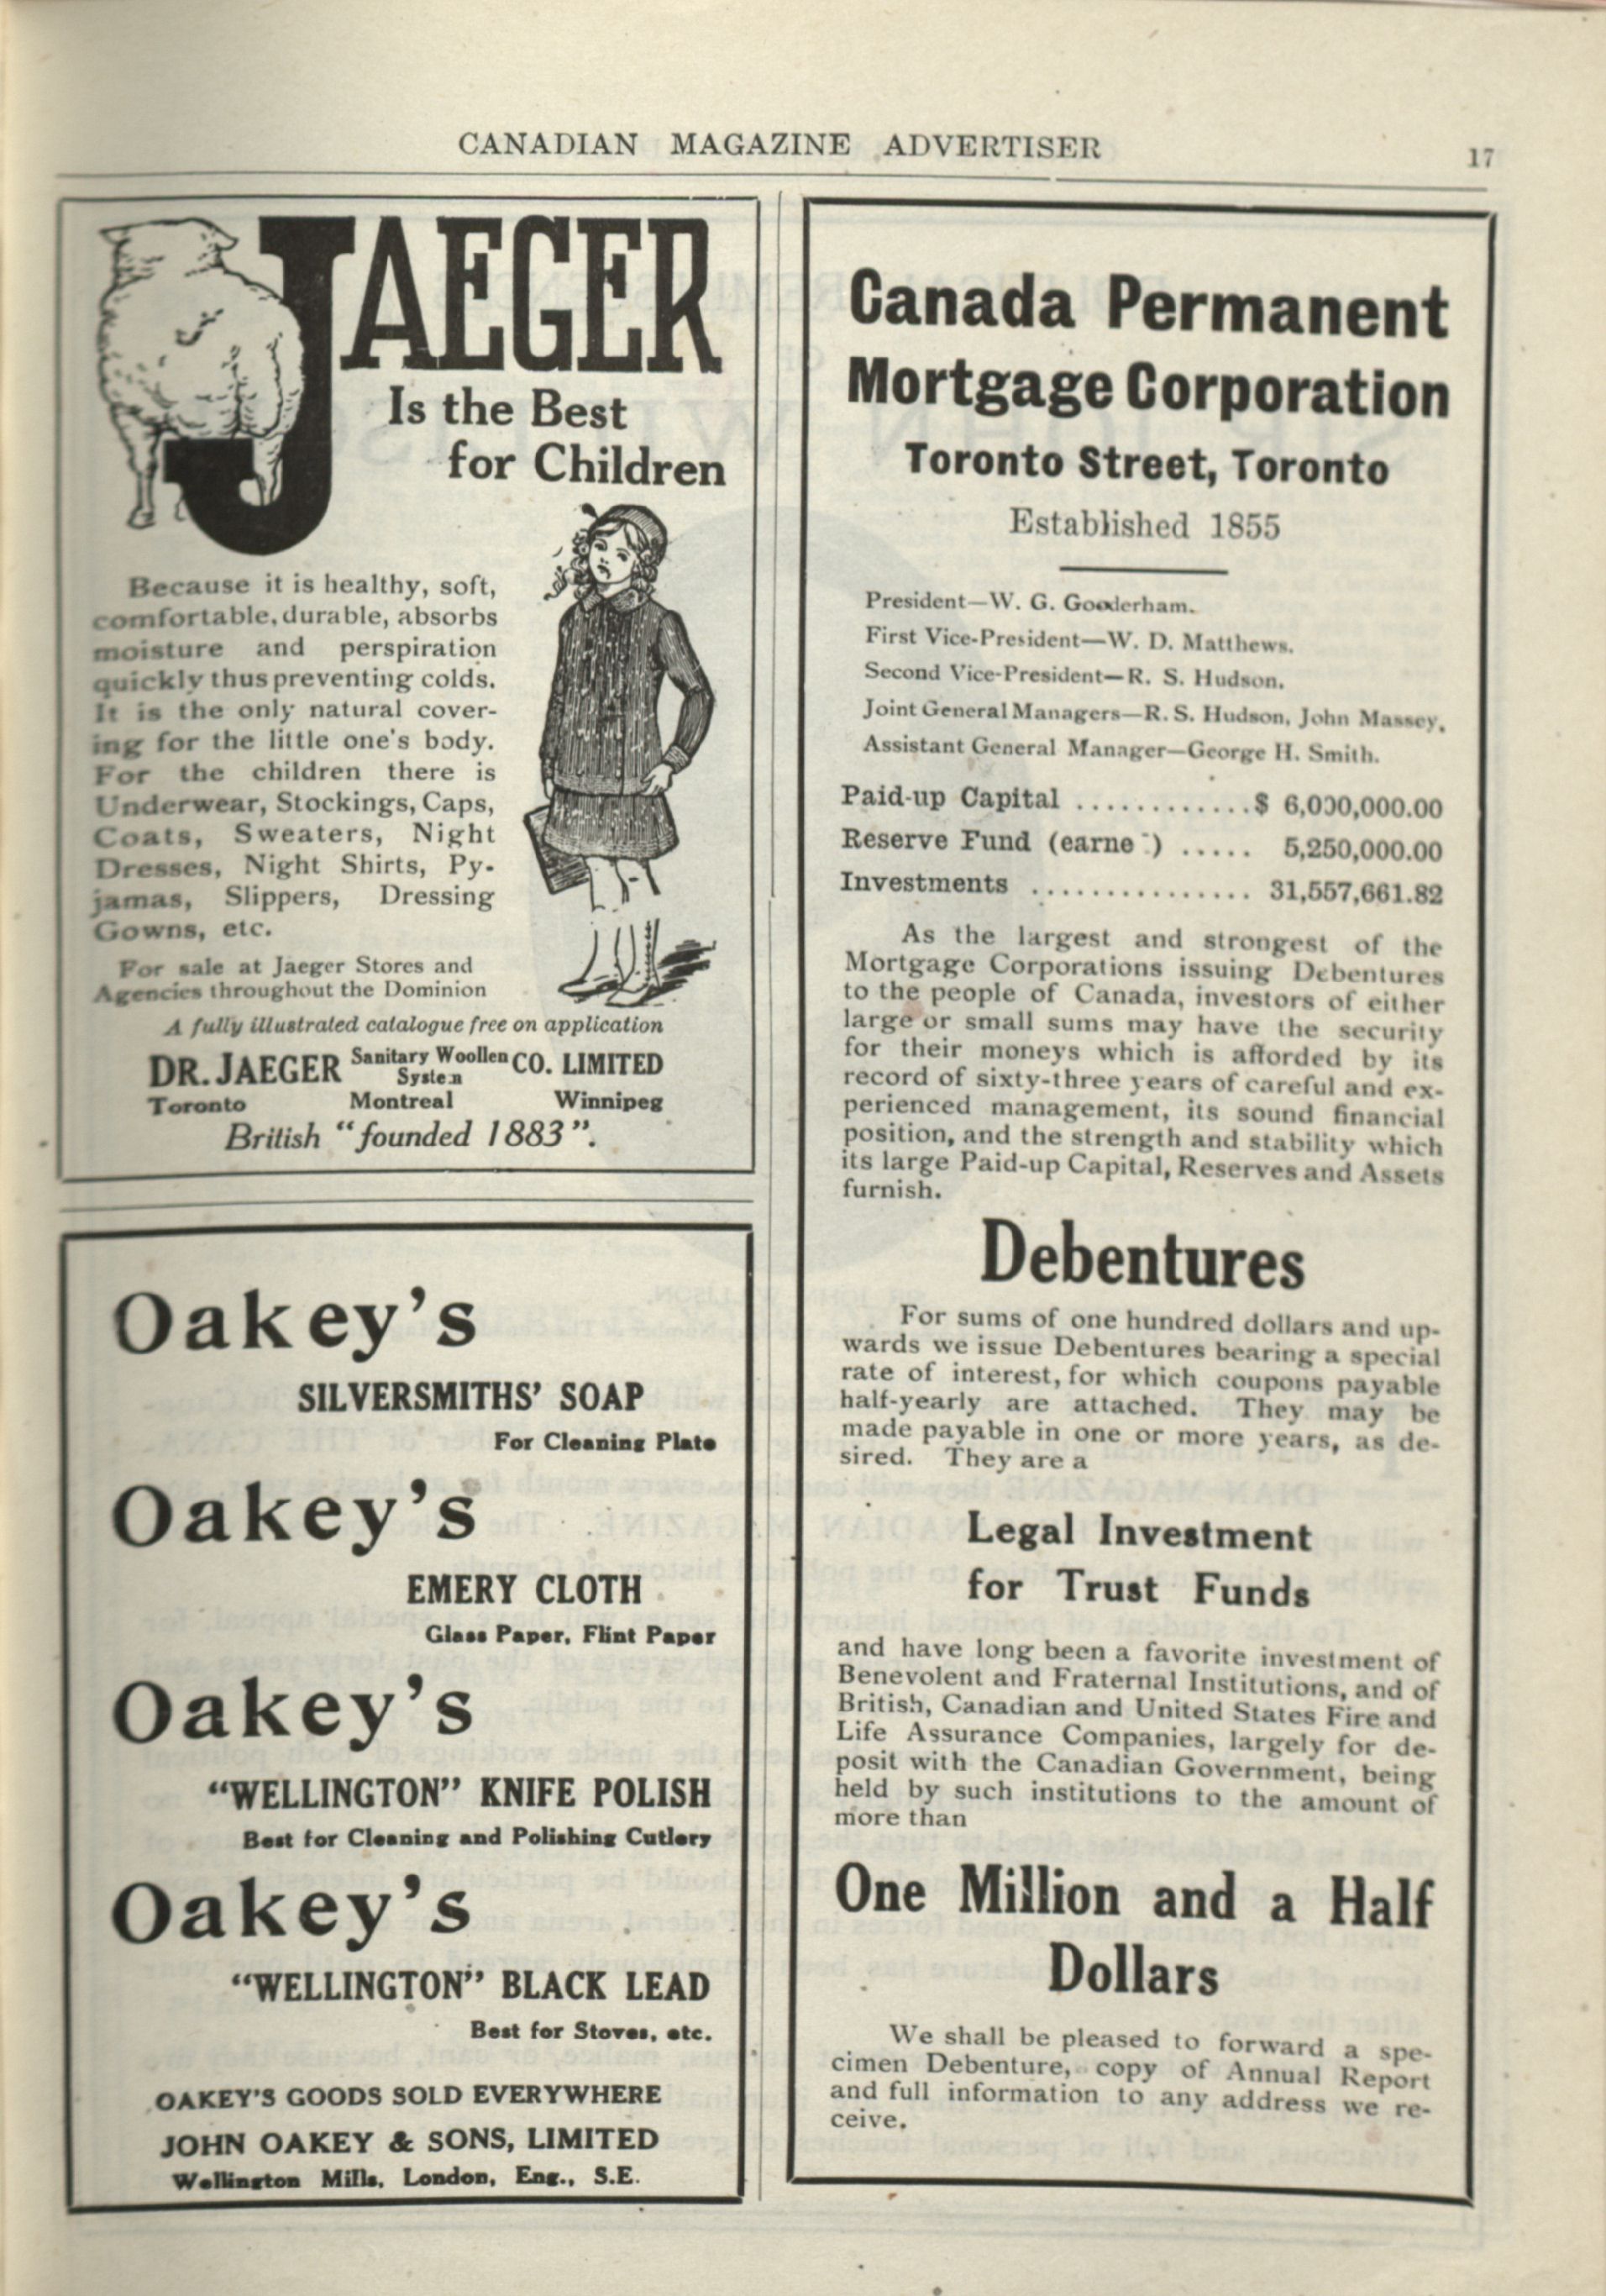 CANADIAN MAGAZINE ADVERTISER
17
JAEGER
Is the Best
for Children
Because it is healthy, soft,
comfortable, durable, absorbs
moisture and perspiration
quickly thus preventing colds.
It is the only natural cover-
ing for the little one's body.
For the children there is
Underwear, Stockings, Caps,
Coats, Sweaters, Night
Dresses, Night Shirts, Py-
jamas, Slippers, Dressing
Gowns, etc.
For sale at Jaeger Stores and
Agencies throughout the Dominion
A fully illustrated catalogue free on application
DR. JAEGER Sanitary Woollen System CO. LIMITED
Toronto Montreal Winnipeg
British "founded 1883".
Oakey's
SILVERSMITHS' SOAP
For Cleaning Plate
Oakey's
EMERY CLOTH
Glass Paper, Flint Paper
Oakey's
"WELLINGTON" KNIFE POLISH
Best for Cleaning and Polishing Cutlery
Oakey's
"WELLINGTON" BLACK LEAD
Best for Stoves, etc.
OAKEY'S GOODS SOLD EVERYWHERE
JOHN OAKEY & SONS, LIMITED
Wellington Mills, London, Eng., S.E.
Canada Permanent
Mortgage Corporation
Toronto Street, Toronto
Established 1855
President—W. G. Gooderham.
First Vice-President—W. D. Matthews.
Second Vice-President—R. S. Hudson.
Joint General Managers—R. S. Hudson, John Massey.
Assistant General Manager—George H. Smith.
Paid-up Capital ............$ 6,000,000.00
Reserve Fund (earne ) ..... 5,250,000.00
Investments ............... 31,557,661.82
As the largest and strongest of the
Mortgage Corporations issuing Debentures
to the people of Canada, investors of either
large or small sums may have the security
for their moneys which is afforded by its
record of sixty-three years of careful and ex-
perienced management, its sound financial
position, and the strength and stability which
its large Paid-up Capital, Reserves and Assets
furnish.
Debentures
For sums of one hundred dollars and up-
wards we issue Debentures bearing a special
rate of interest, for which coupons payable
half-yearly are attached. They may be
made payable in one or more years, as de-
sired. They are a
Legal Investment
for Trust Funds
and have long been a favorite investment of
Benevolent and Fraternal Institutions, and of
British, Canadian and United States Fire and
Life Assurance Companies, largely for de-
posit with the Canadian Government, being
held by such institutions to the amount of
more than
One Million and a Half
Dollars
We shall be pleased to forward a spe-
cimen Debenture, copy of Annual Report
and full information to any address we re-
ceive.